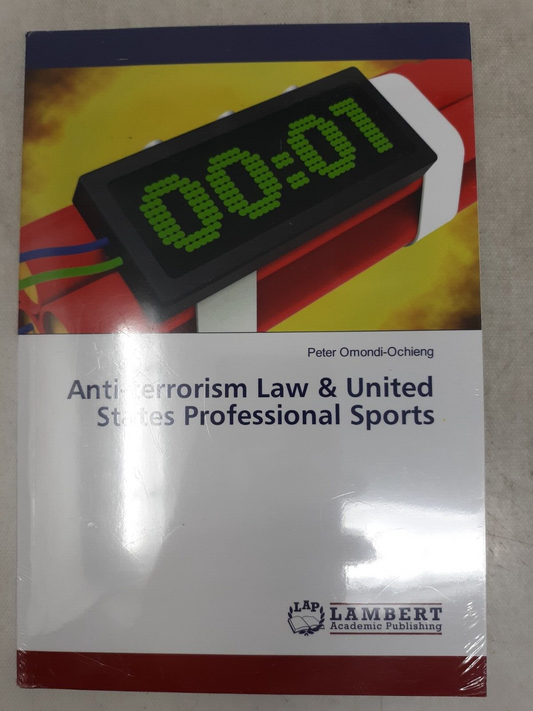 00:01
Peter Omondi-Ochieng
Anti-terrorism Law & United
States Professional Sports
LAP
LAMBERT
Academic Publishing